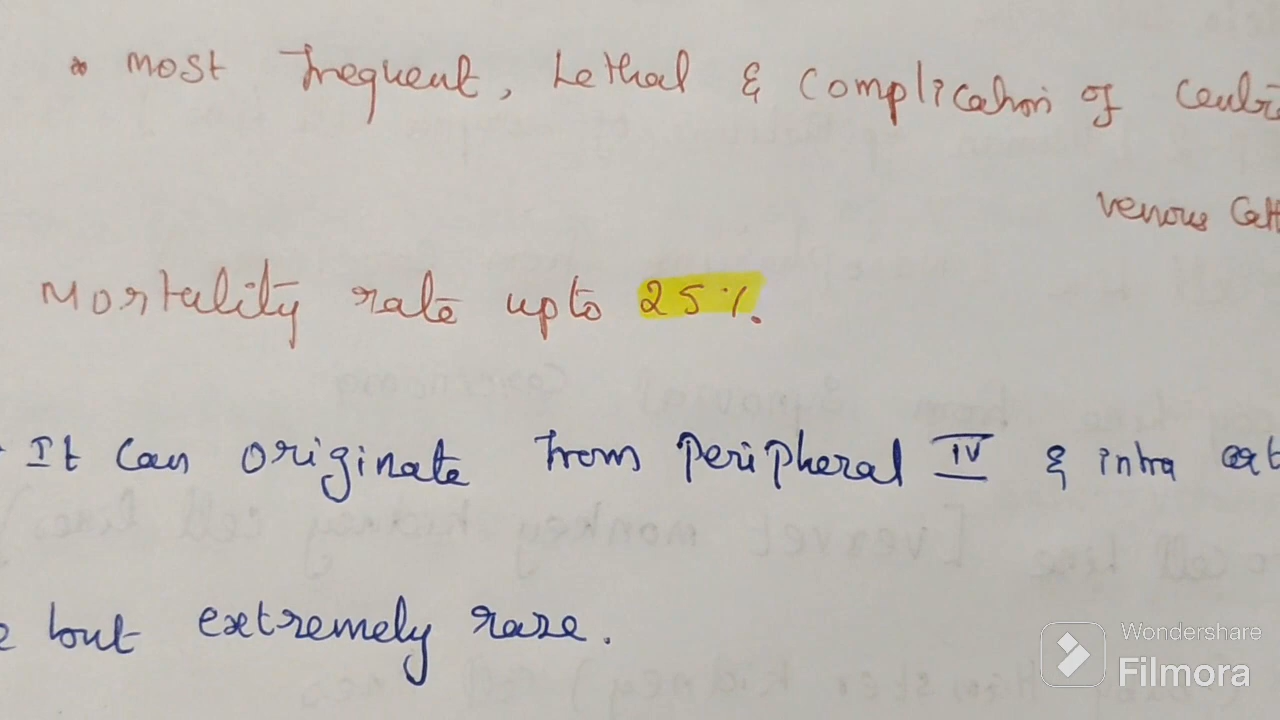 * most frequent, Lethal & Complication of
venous
Mortality rate upto 25%.
It can originate from Peripheral IV & intra
but extremely rare.
Wondershare
Filmora